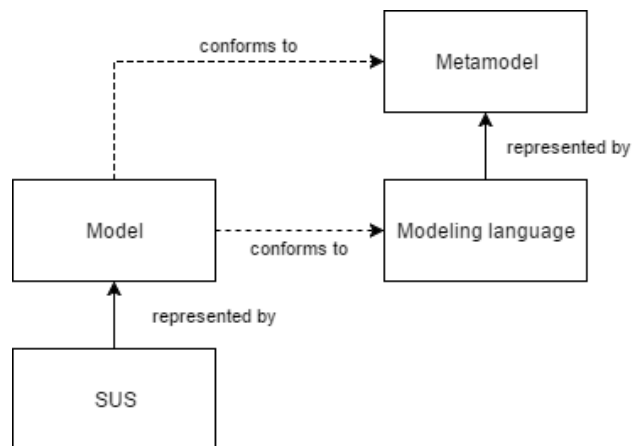 conforms to
Metamodel
represented by
Model
Modeling language
conforms to
represented by
SUS